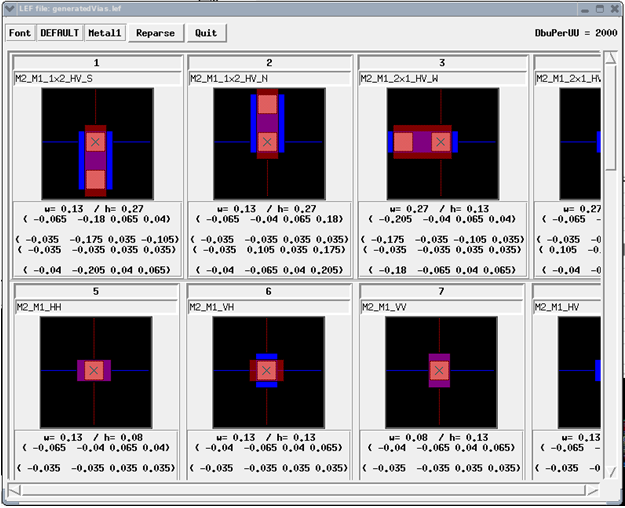 LEF file: generatedVias.lef
Font DEFAULT Metal1 Reparse Quit DbuPerUU = 2000
1 2 3
M2_M1_1x2_HV_S M2_M1_1x2_HV_N M2_M1_2x1_HV_W M2_M1_2x1_HV
w= 0.13 / h= 0.27 w= 0.13 / h= 0.27 w= 0.27 / h= 0.13 w= 0.27
( -0.065 -0.18 0.065 0.04) ( -0.065 -0.04 0.065 0.18) ( -0.205 -0.04 0.065 0.04) ( -0.065 -0
( -0.035 -0.175 0.035 -0.105) ( -0.035 -0.035 0.035 0.035) ( -0.175 -0.035 -0.105 0.035) ( -0.035 -0
( -0.035 -0.035 0.035 0.035) ( -0.035 0.105 0.035 0.175) ( -0.035 -0.035 0.035 0.035) ( 0.105 -0.
( -0.04 -0.205 0.04 0.065) ( -0.04 -0.065 0.04 0.205) ( -0.18 -0.065 0.04 0.065) ( -0.04 -0
5 6 7
M2_M1_HH M2_M1_VH M2_M1_VV M2_M1_HV
w= 0.13 / h= 0.08 w= 0.13 / h= 0.13 w= 0.08 / h= 0.13 w= 0.13
( -0.065 -0.04 0.065 0.04) ( -0.04 -0.065 0.04 0.065) ( -0.04 -0.065 0.04 0.065) ( -0.065 -0
( -0.035 -0.035 0.035 0.035) ( -0.035 -0.035 0.035 0.035) ( -0.035 -0.035 0.035 0.035) ( -0.035 -0